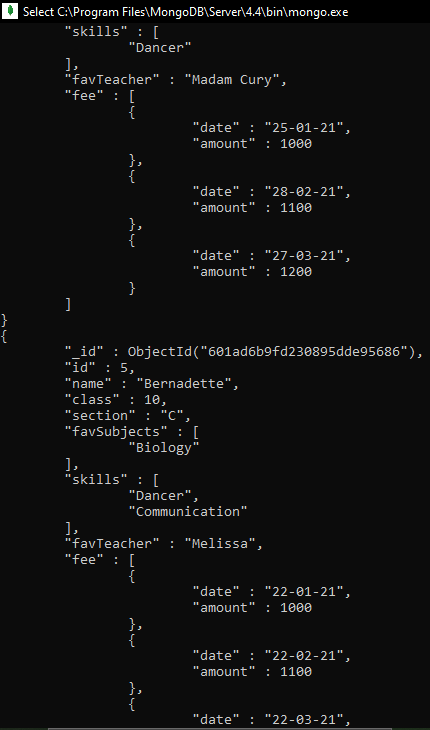 Select C:\Program Files\MongoDB\Server\4.4\bin\mongo.exe
"skills" : [
"Dancer"
],
"favTeacher" : "Madam Cury",
"fee" : [
{
"date" : "25-01-21",
"amount" : 1000
},
{
"date" : "28-02-21",
"amount" : 1100
},
{
"date" : "27-03-21",
"amount" : 1200
}
]
}
{
"_id" : ObjectId("601ad6b9fd230895dde95686"),
"id" : 5,
"name" : "Bernadette",
"class" : 10,
"section" : "C",
"favSubjects" : [
"Biology"
],
"skills" : [
"Dancer",
"Communication"
],
"favTeacher" : "Melissa",
"fee" : [
{
"date" : "22-01-21",
"amount" : 1000
},
{
"date" : "22-02-21",
"amount" : 1100
},
{
"date" : "22-03-21",